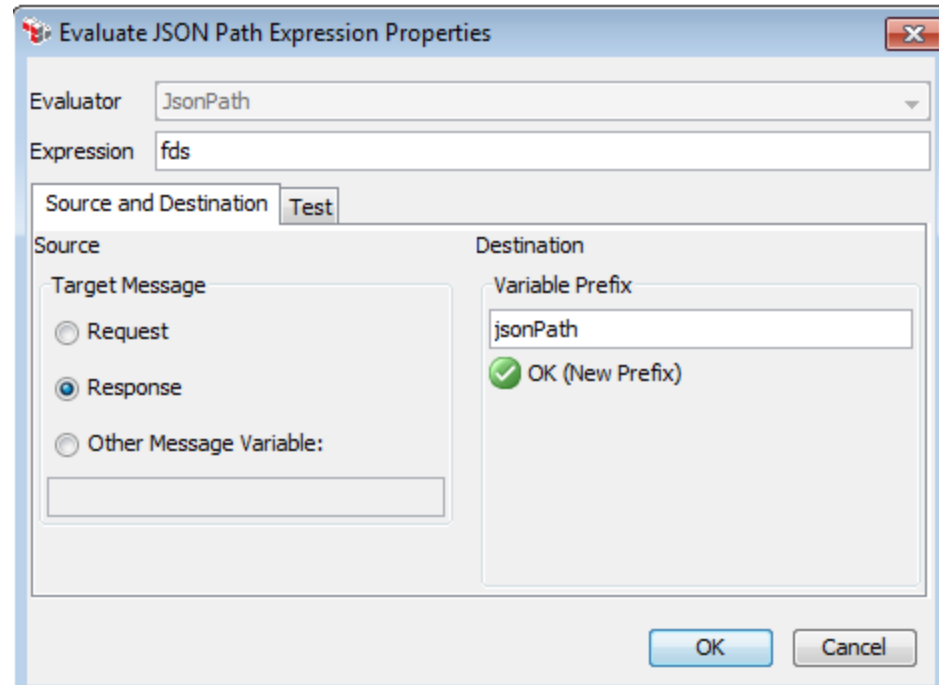 Evaluate JSON Path Expression Properties
Evaluator JsonPath
Expression fds
Source and Destination Test
Source
Target Message
Request
Response
Other Message Variable:
Destination
Variable Prefix
jsonPath
OK (New Prefix)
OK Cancel